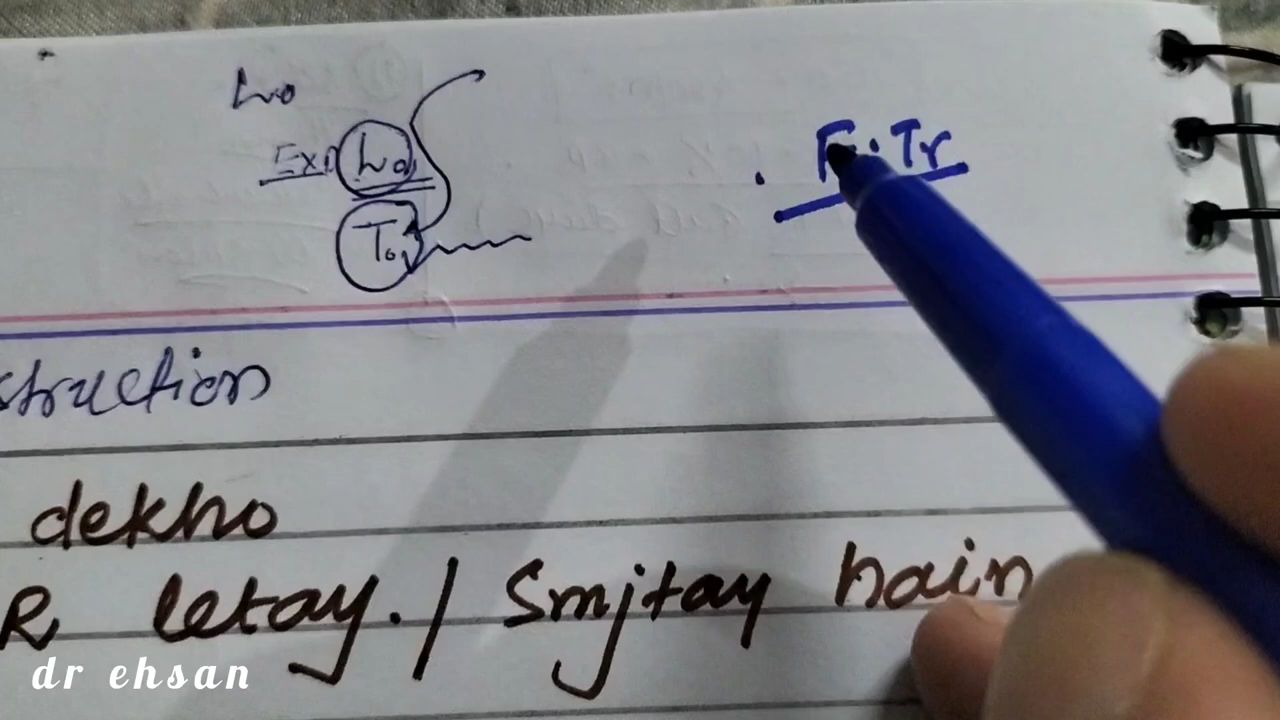 Lo
Exp Lo
F.Tr
To
struction
dekho
R letay. / Smjtay hain
dr ehsan